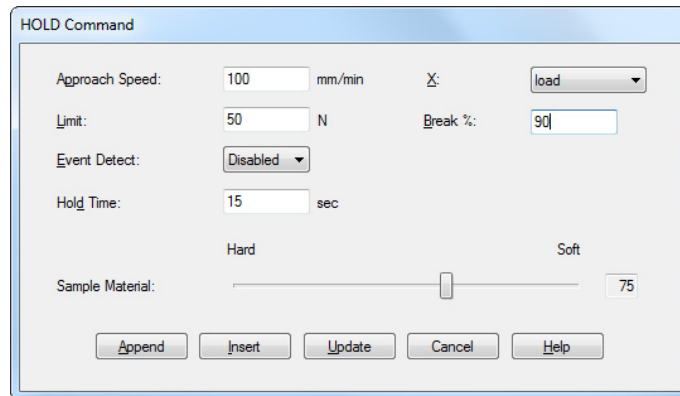 HOLD Command
Approach Speed: 100 mm/min X: load
Limit: 50 N Break %: 90
Event Detect: Disabled
Hold Time: 15 sec
Hard Soft
Sample Material: 75
Append Insert Update Cancel Help